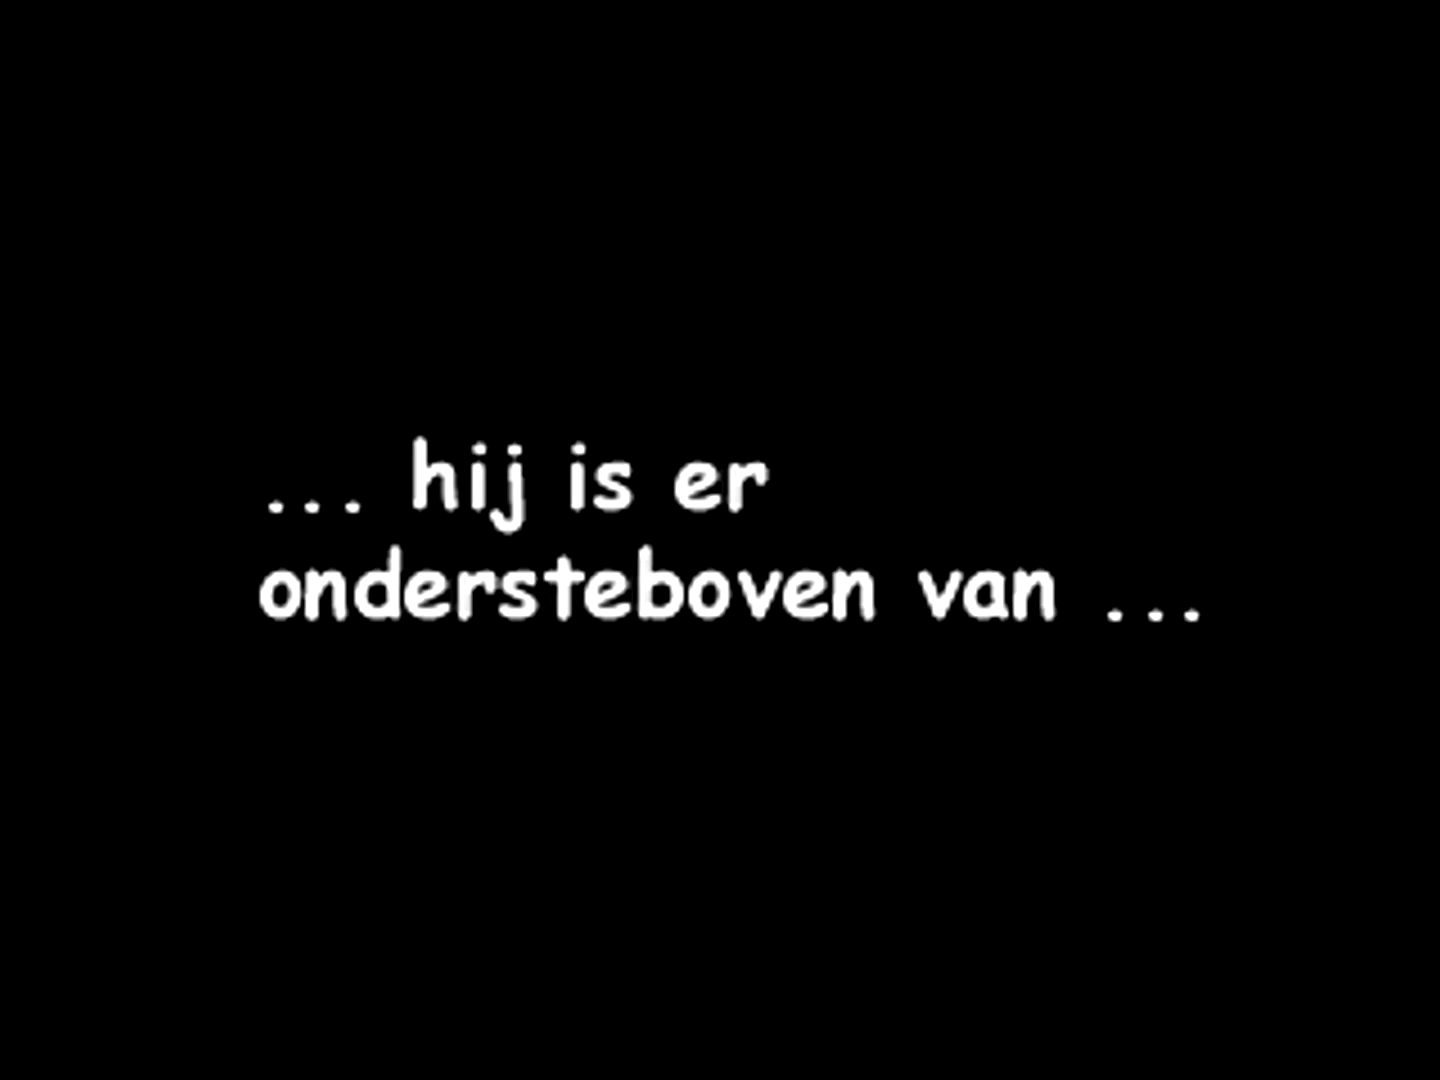 ... hij is er
ondersteboven van ...